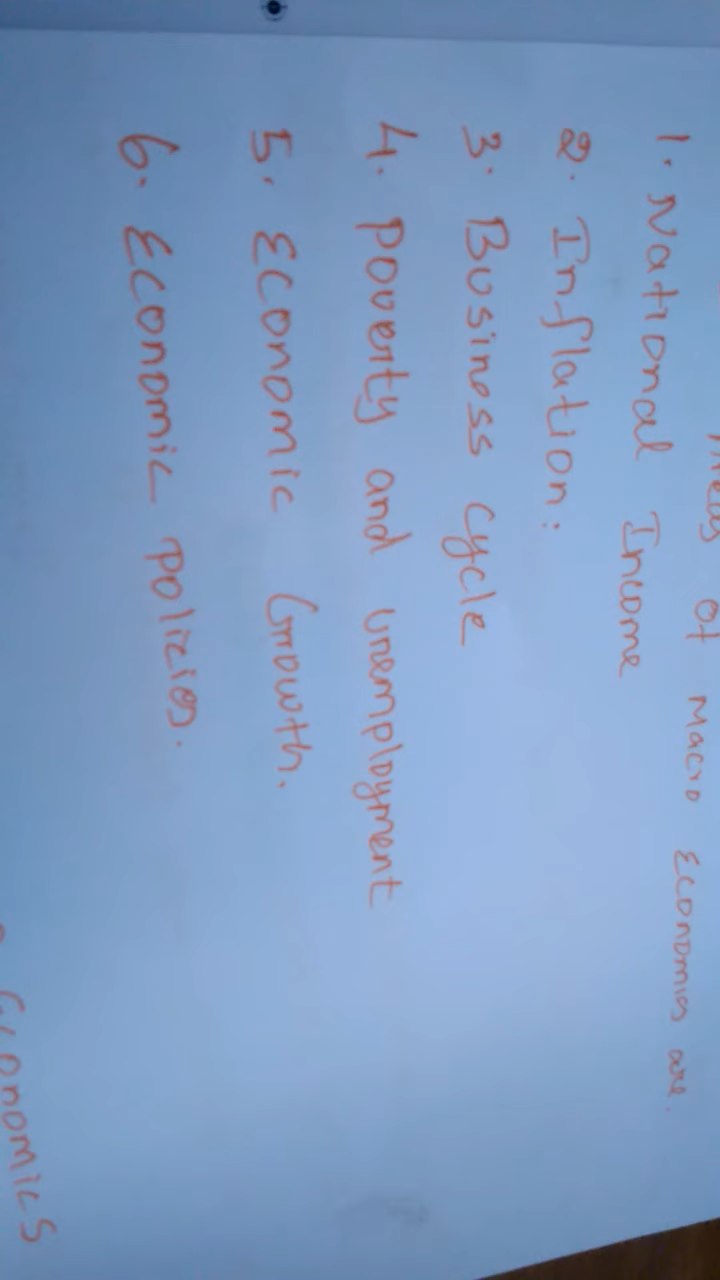 of Macro Economics are.
1. National Income
2. Inflation:
3. Business cycle
4. Poverty and unemployment
5. Economic Growth.
6. Economic policies.
Economics